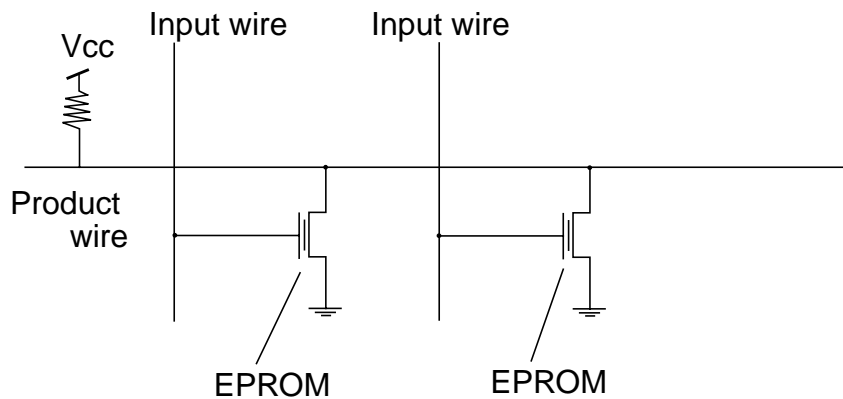 Input wire
Input wire
Vcc
Product
wire
EPROM
EPROM